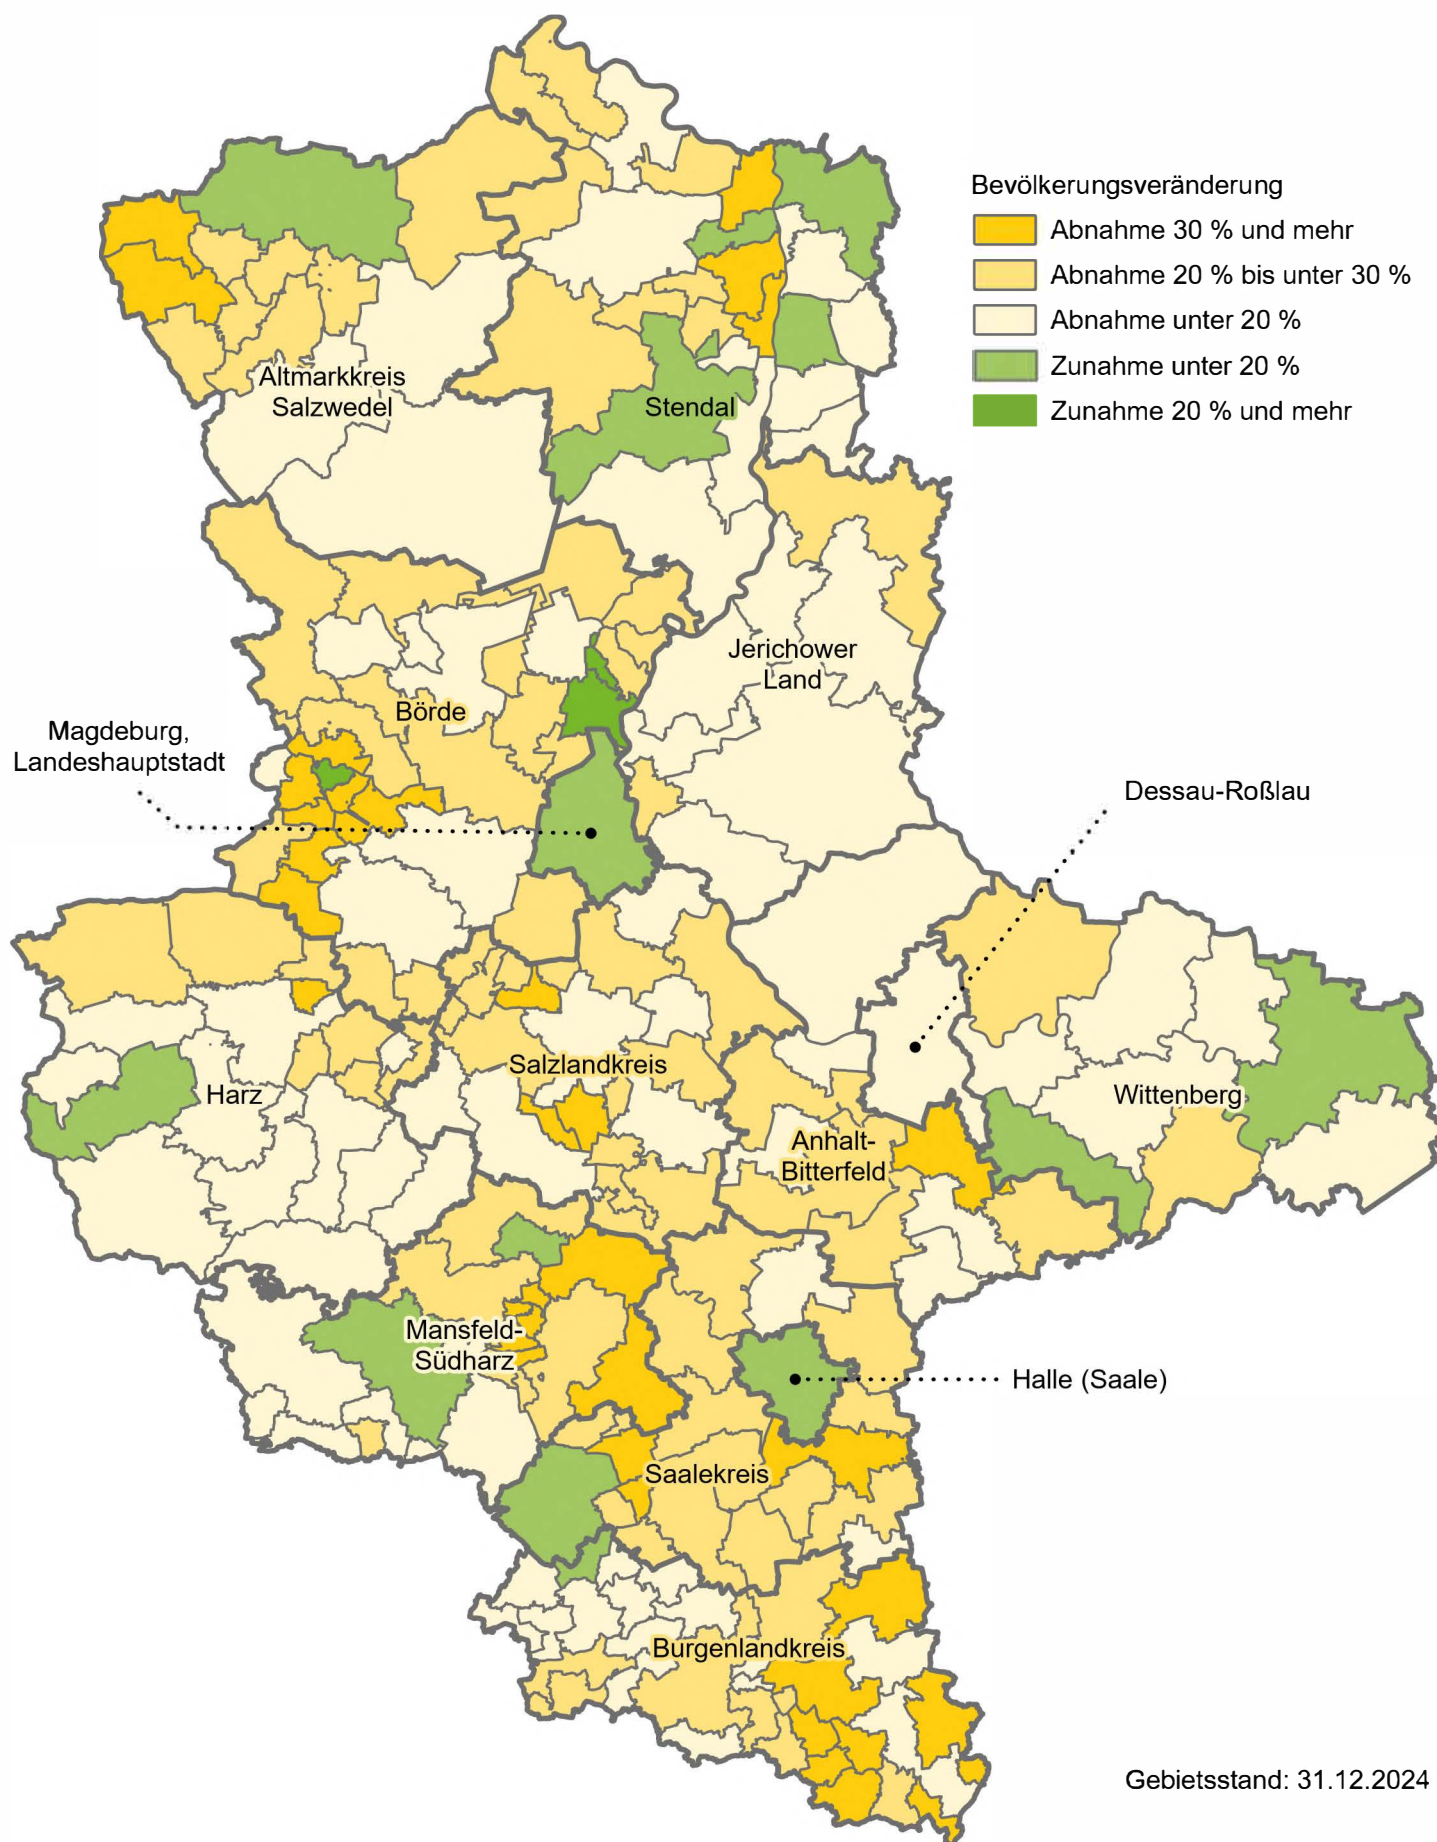 Bevölkerungsveränderung
Abnahme 30 % und mehr
Abnahme 20 % bis unter 30 %
Abnahme unter 20 %
Zunahme unter 20 %
Zunahme 20 % und mehr
Altmarkkreis
Salzwedel
Stendal
Jerichower
Land
Börde
Magdeburg,
Landeshauptstadt
Dessau-Roßlau
Salzlandkreis
Harz
Wittenberg
Anhalt-
Bitterfeld
Mansfeld-
Südharz
Halle (Saale)
Saalekreis
Burgenlandkreis
Gebietsstand: 31.12.2024